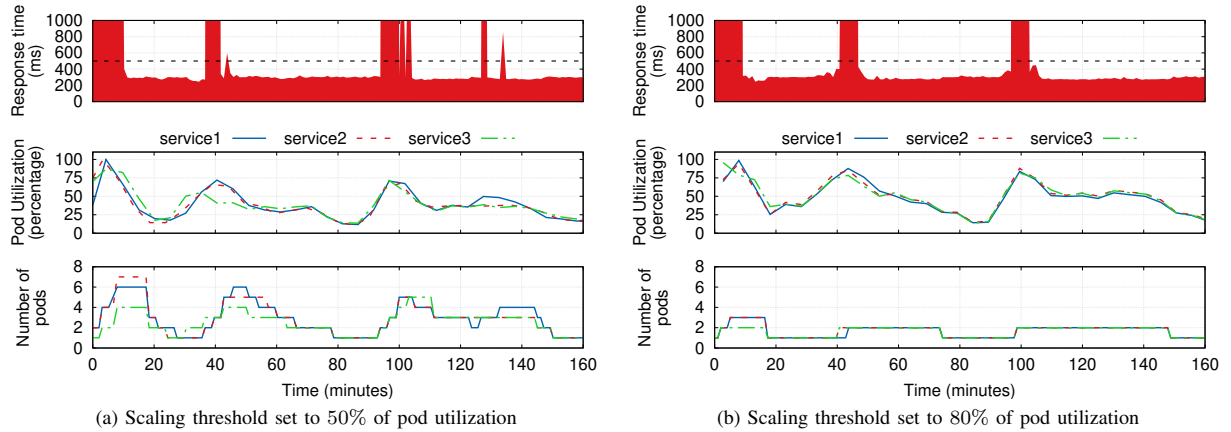 Response time
(ms)
1000
800
600
400
200
0
service1
service2
service3
Pod Utilization
(percentage)
100
75
50
25
0
Number of
pods
8
6
4
2
0
0 20 40 60 80 100 120 140 160
Time (minutes)
(a) Scaling threshold set to 50% of pod utilization
Response time
(ms)
1000
800
600
400
200
0
service1
service2
service3
Pod Utilization
(percentage)
100
75
50
25
0
Number of
pods
8
6
4
2
0
0 20 40 60 80 100 120 140 160
Time (minutes)
(b) Scaling threshold set to 80% of pod utilization